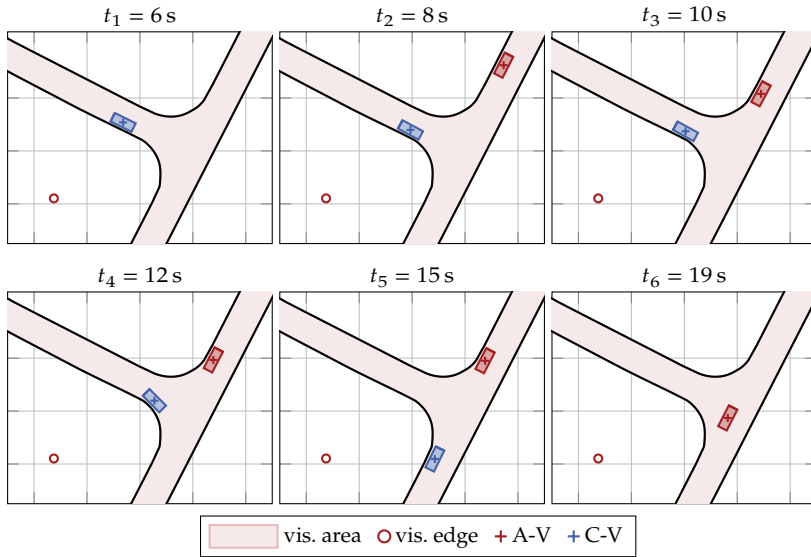 t₁ = 6 s
t₂ = 8 s
t₃ = 10 s
t₄ = 12 s
t₅ = 15 s
t₆ = 19 s
vis. area vis. edge A-V C-V